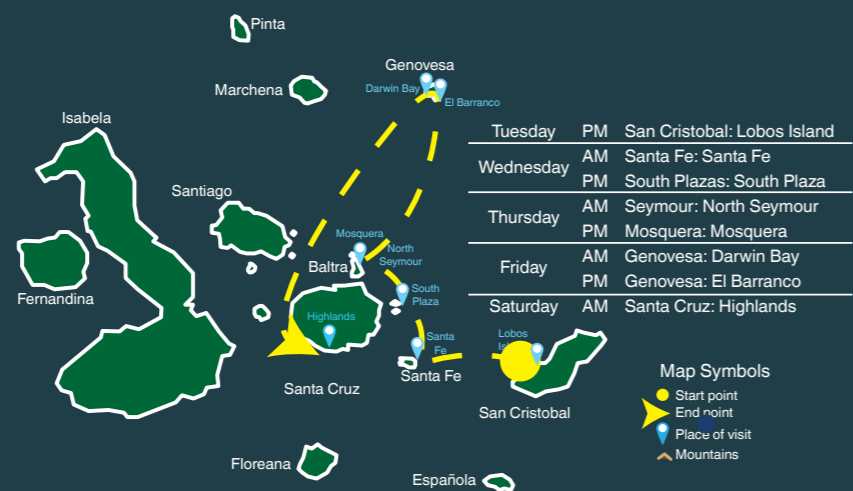 Pinta
Genovesa
Marchena
Darwin Bay
El Barranco
Isabela
Santiago
Mosquera
North
Seymour
Baltra
Fernandina
South
Plaza
Highlands
Santa
Fe
Lobos
Santa Cruz
Santa Fe
San Cristobal
Floreana
Española
Tuesday PM San Cristobal: Lobos Island
Wednesday AM Santa Fe: Santa Fe
PM South Plazas: South Plaza
Thursday AM Seymour: North Seymour
PM Mosquera: Mosquera
Friday AM Genovesa: Darwin Bay
PM Genovesa: El Barranco
Saturday AM Santa Cruz: Highlands
Map Symbols
Start point
End point
Place of visit
Mountains